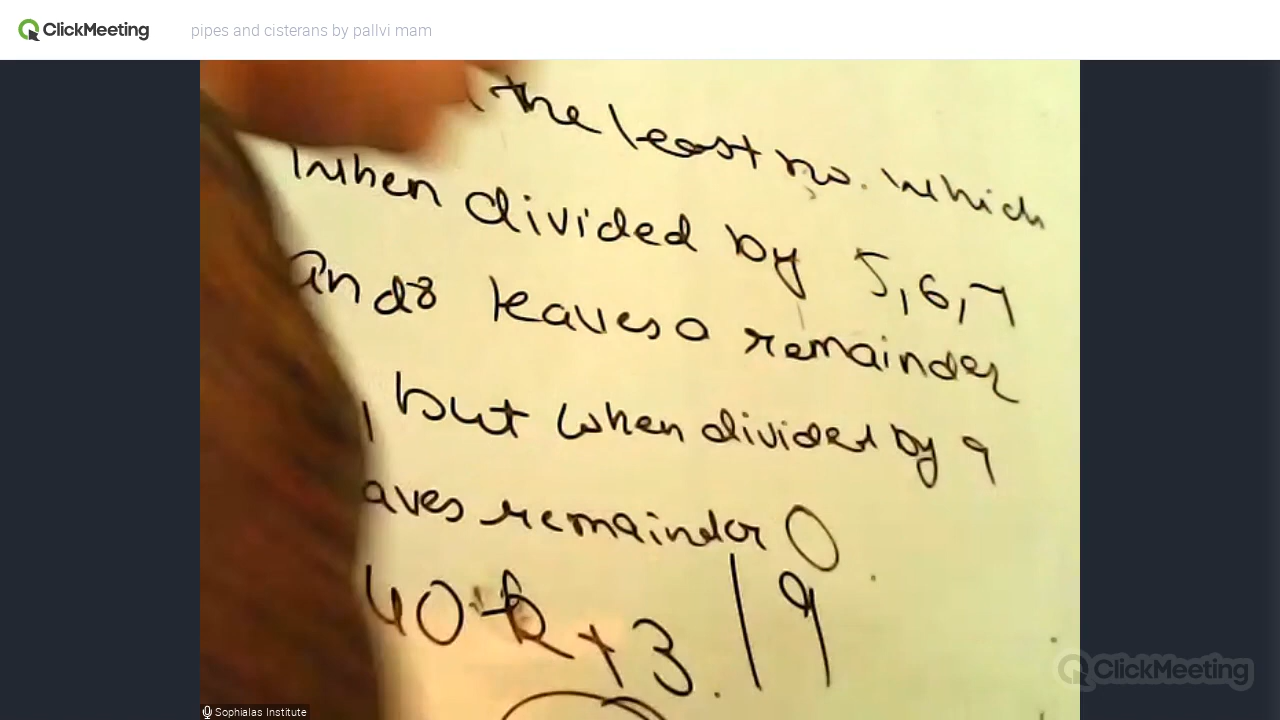 ClickMeeting
pipes and cisterans by pallvi mam
the least no. which
when divided by 5,6,7
and 8 leaves a remainder
, but when divided by 9
aves remainder 0
40k+3. | 9
ClickMeeting
Sophialas Institute